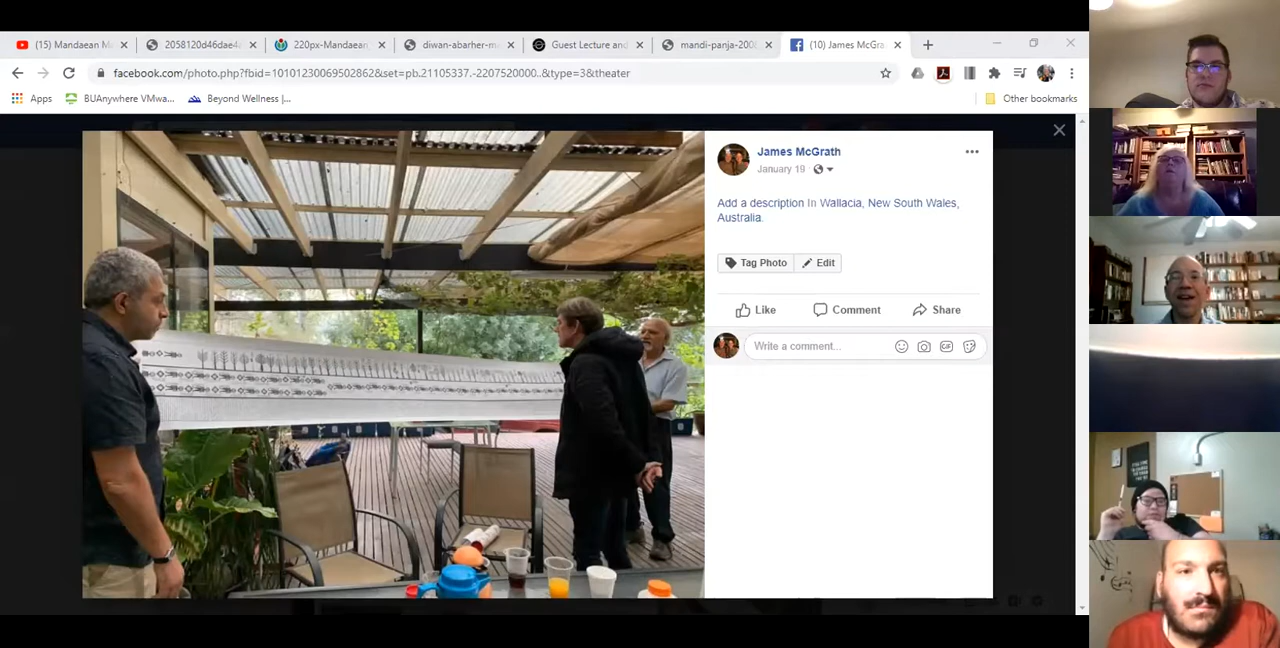 (15) Mandaean M
2058120d46dae4a
220px-Mandaean
diwan-abarher-m
Guest Lecture and
mandi-panja-200
(10) James McGra
facebook.com/photo.php?fbid=10101230069502862&set=pb.21105337.-2207520000..&type=3&theater
Apps
BUAnywhere VMwa...
Beyond Wellness |...
Other bookmarks
James McGrath
January 19
Add a description In Wallacia, New South Wales,
Australia.
Tag Photo
Edit
Like
Comment
Share
Write a comment...
GIF